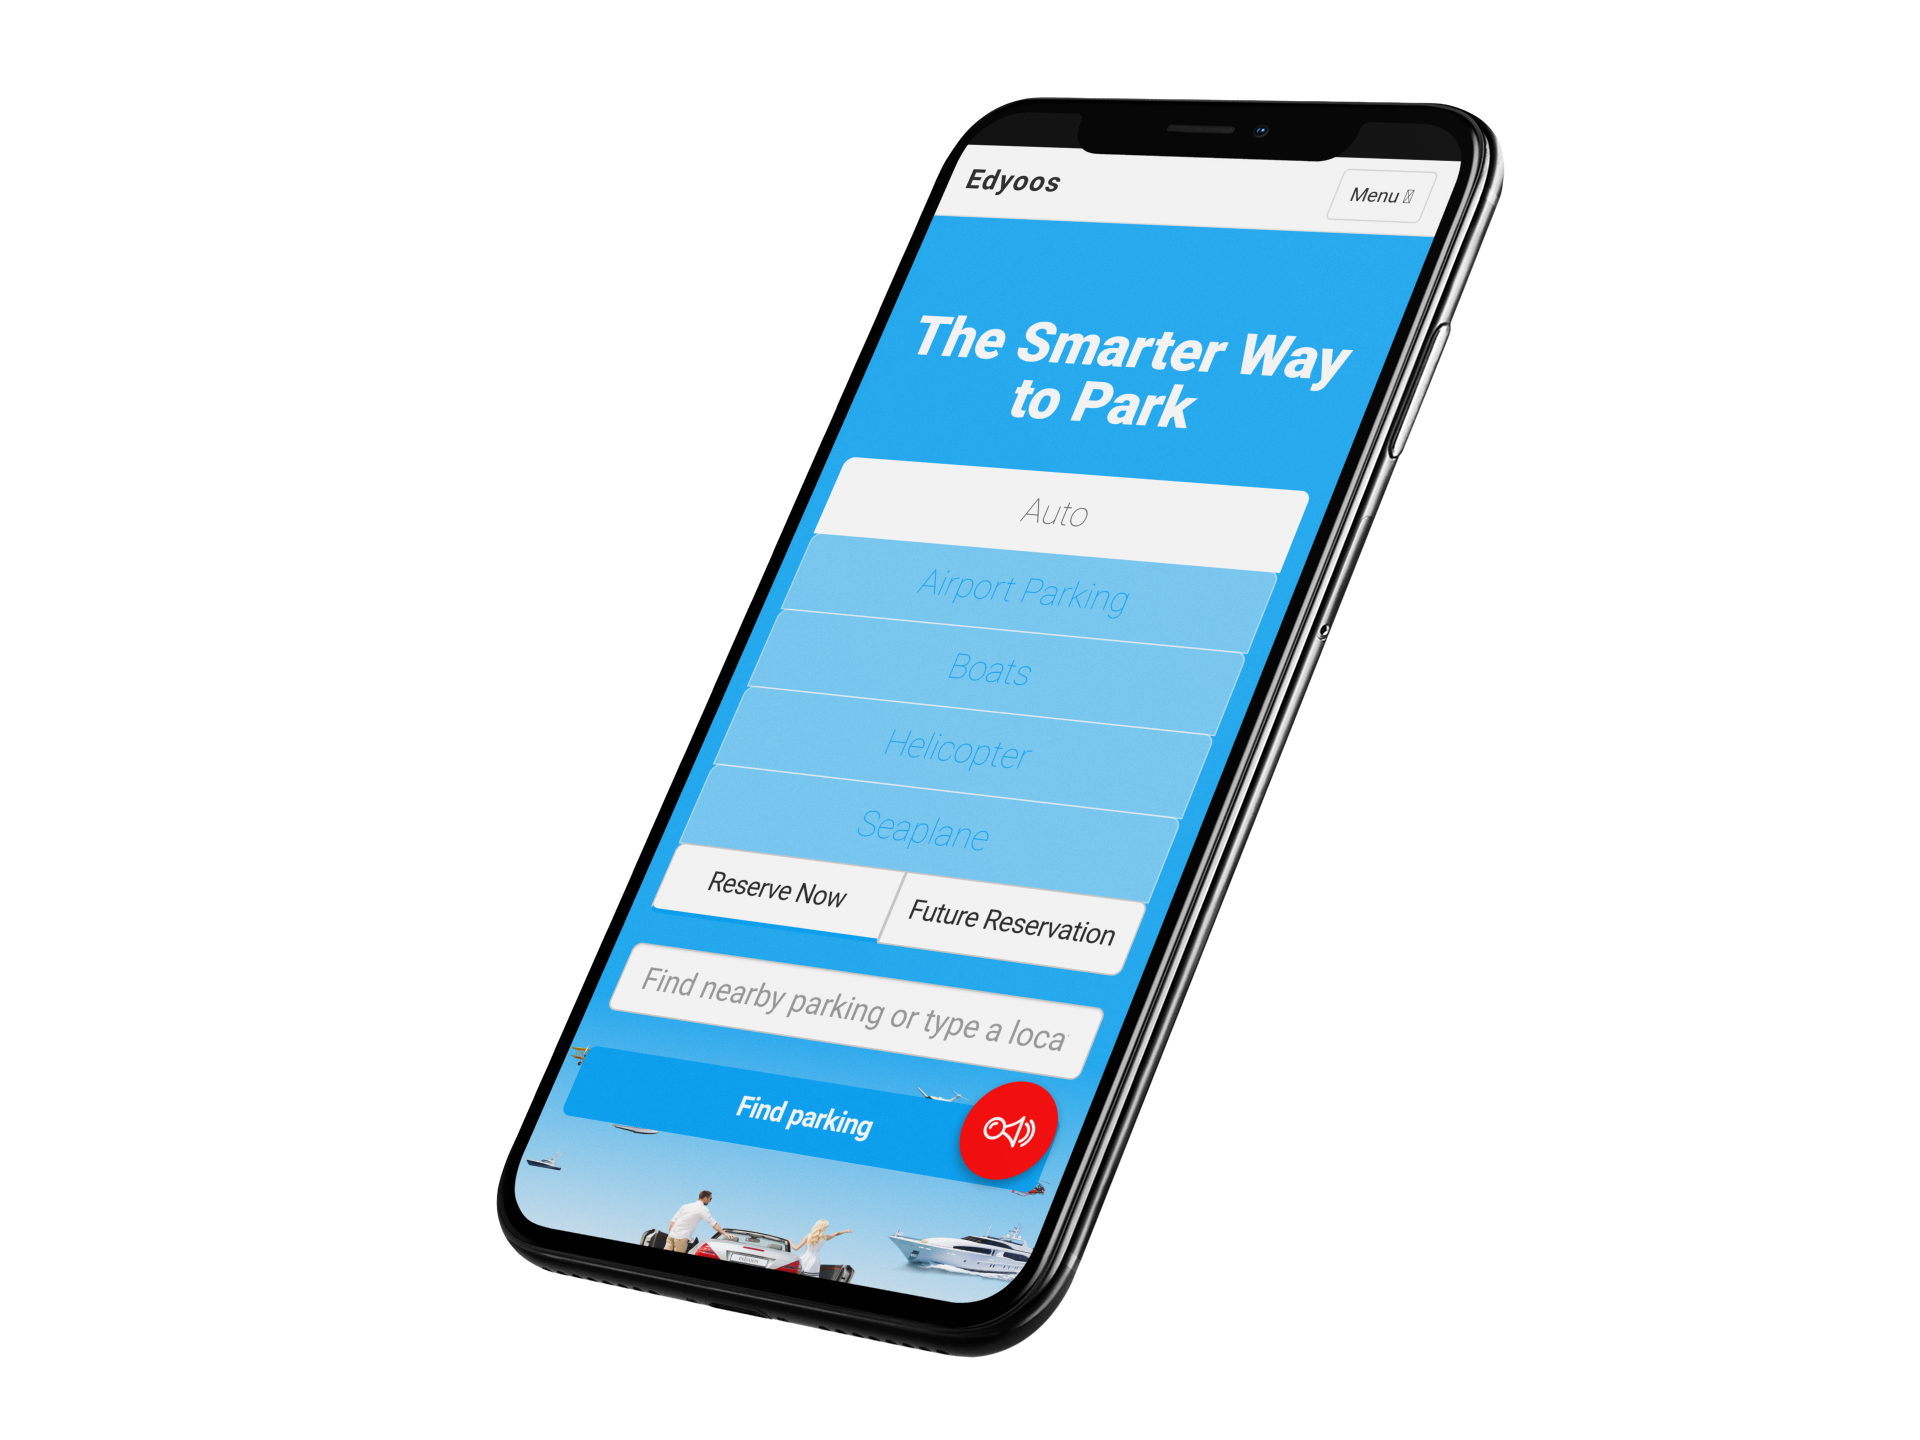 Edyoos
Menu
The Smarter Way
to Park
Auto
Airport Parking
Boats
Helicopter
Seaplane
Reserve Now
Future Reservation
Find nearby parking or type a loca
Find parking